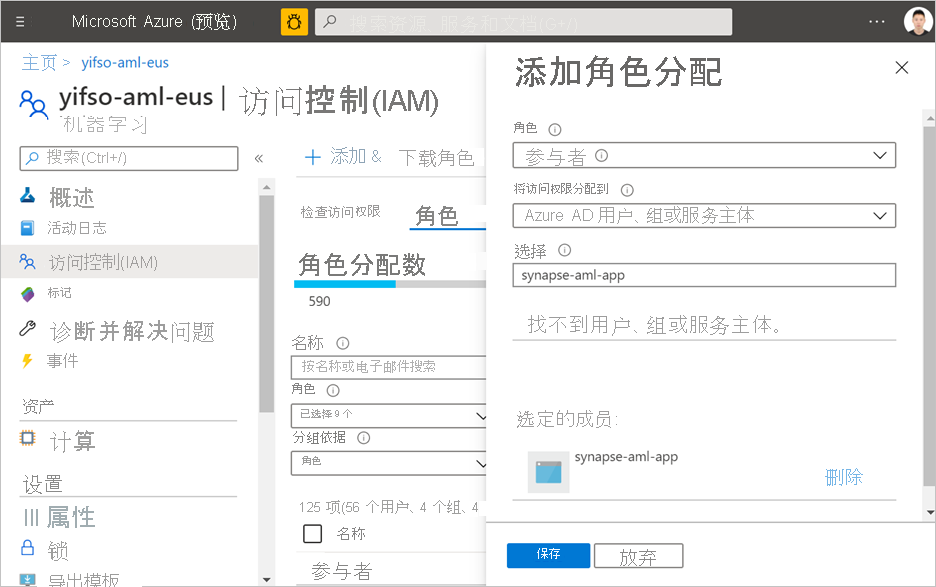 Microsoft Azure (预览)
搜索资源、服务和文档(G+/)
主页 > yifso-aml-eus
yifso-aml-eus | 访问控制(IAM)
机器学习
搜索(Ctrl+/)
概述
活动日志
访问控制(IAM)
标记
诊断并解决问题
事件
资产
计算
设置
属性
锁
导出模板
添加 & 下载角色
检查访问权限 角色
角色分配数
590
名称
按名称或电子邮件搜索
角色
已选择 9 个
分组依据
角色
125 项(56 个用户、4 个组、4
名称
参与者
添加角色分配
角色
参与者
将访问权限分配到
Azure AD 用户、组或服务主体
选择
synapse-aml-app
找不到用户、组或服务主体。
选定的成员:
synapse-aml-app
删除
保存 放弃